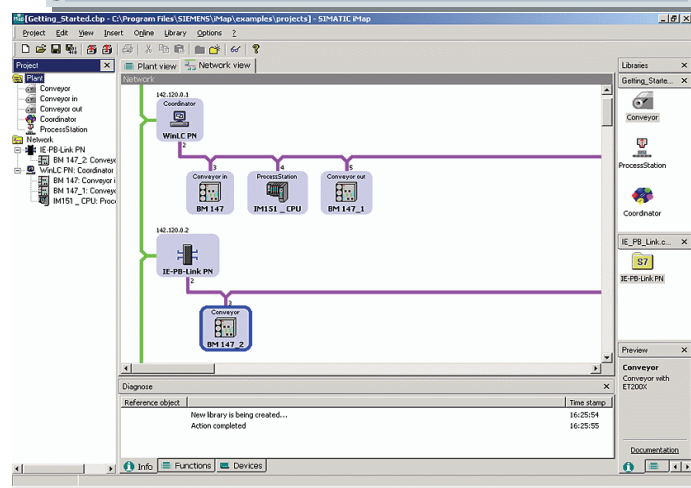 [Getting_Started.cbp - C:\Program Files\SIEMENS\iMap\examples\projects] - SIMATIC iMap
Project Edit View Insert Online Library Options ?
Project
Plant
Conveyor
Conveyor in
Conveyor out
Coordinator
ProcessStation
Network
IE-PB-Link PN
BM 147_2: Convey
WinLC PN: Coordinator
BM 147: Conveyor i
BM 147_1: Convey
IM151 _ CPU: Proc
Plant view Network view
Network
142.120.0.1
Coordinator
WinLC PN
2
3 4 5
Conveyor in ProcessStation Conveyor out
BM 147 IM151 _ CPU BM 147_1
142.120.0.2
IE-PB-Link PN
2
3
Conveyor
BM 147_2
Diagnose
Reference object Time stamp
New library is being created... 16:25:54
Action completed 16:25:55
Info Functions Devices
Libraries
Getting_Starte...
Conveyor
ProcessStation
Coordinator
IE_PB_Link.c...
S7
IE-PB-Link PN
Preview
Conveyor
Conveyor with
ET200X
Documentation